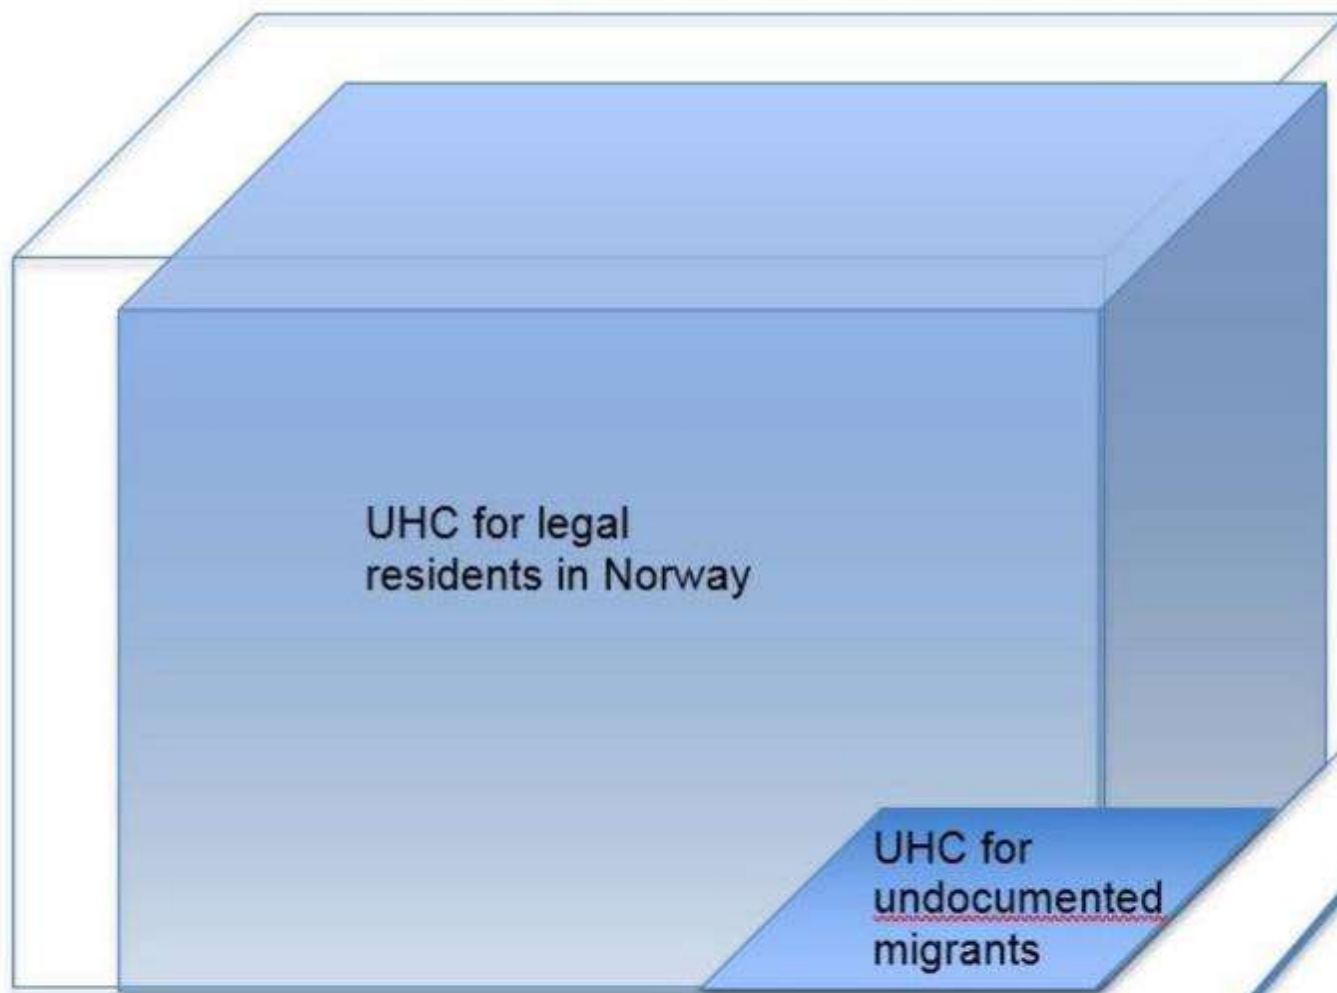 UHC for legal
residents in Norway
UHC for
undocumented
migrants